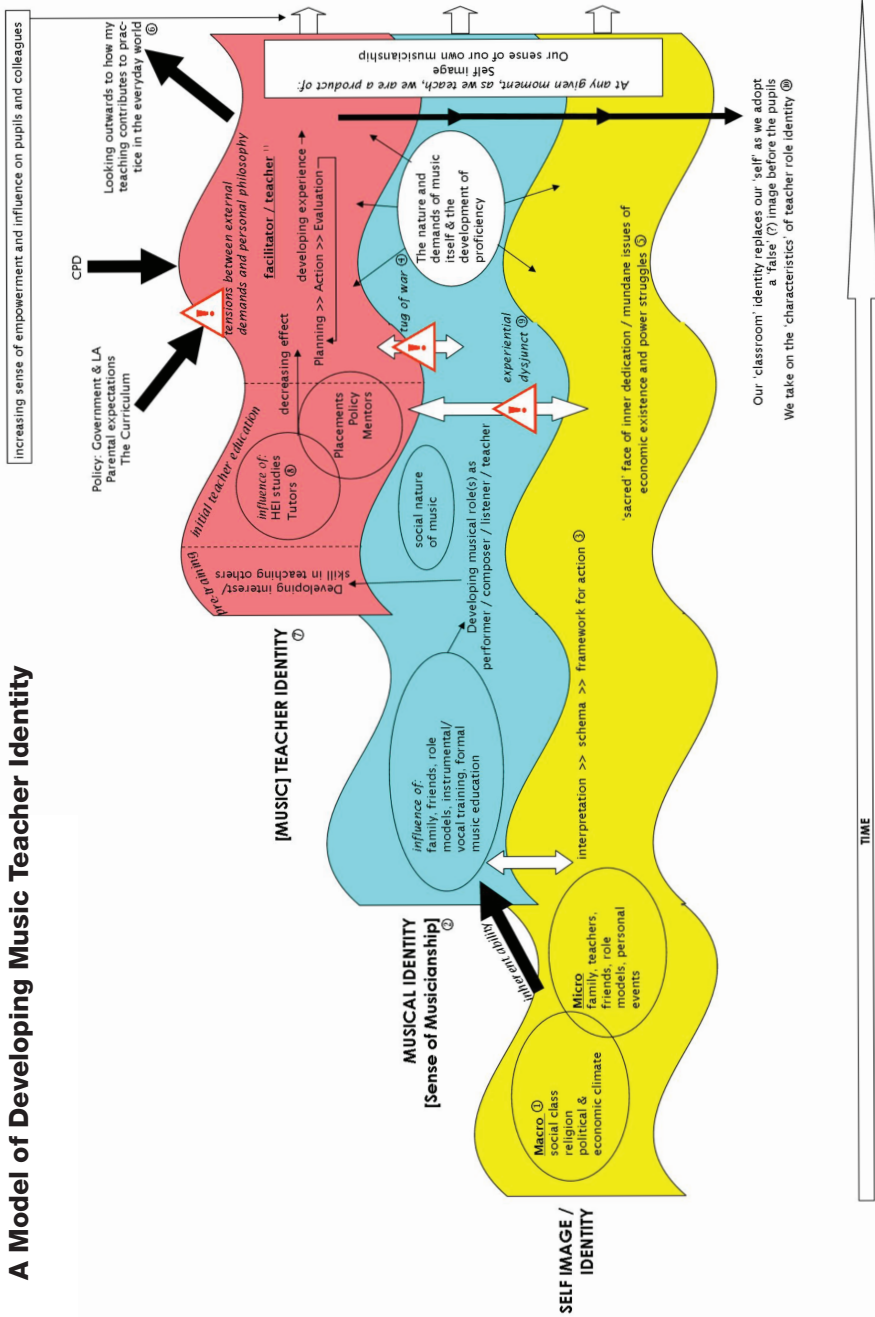 A Model of Developing Music Teacher Identity
increasing sense of empowerment and influence on pupils and colleagues
Policy: Government & LA
Parental expectations
The Curriculum
CPD
Looking outwards to how my
teaching contributes to prac-
tice in the everyday world
⑥
[MUSIC] TEACHER IDENTITY
⑦
pre-training
Developing interest/
skill in teaching others
initial teacher education
influence of:
HEI studies
Tutors ⑧
Placements
Policy
Mentors
decreasing effect
tensions between external
demands and personal philosophy
facilitator / teacher ¹¹
developing experience →
Planning >> Action >> Evaluation
At any given moment, as we teach, we are a product of:
Self image
Our sense of our own musicianship
MUSICAL IDENTITY
[Sense of Musicianship]
②
influence of:
family, friends, role
models, instrumental/
vocal training, formal
music education
Developing musical role(s) as
performer / composer / listener / teacher
social nature
of music
tug of war ④
The nature and
demands of music
itself & the
development of
proficiency
experiential
dysjunct ⑨
inherent ability
SELF IMAGE /
IDENTITY
Macro ①
social class
religion
political &
economic climate
Micro
family, teachers,
friends, role
models, personal
events
interpretation >> schema >> framework for action ③
'sacred' face of inner dedication / mundane issues of
economic existence and power struggles ⑤
Our 'classroom' identity replaces our 'self' as we adopt
a 'false' (?) image before the pupils
We take on the 'characteristics' of teacher role identity ⑩
TIME